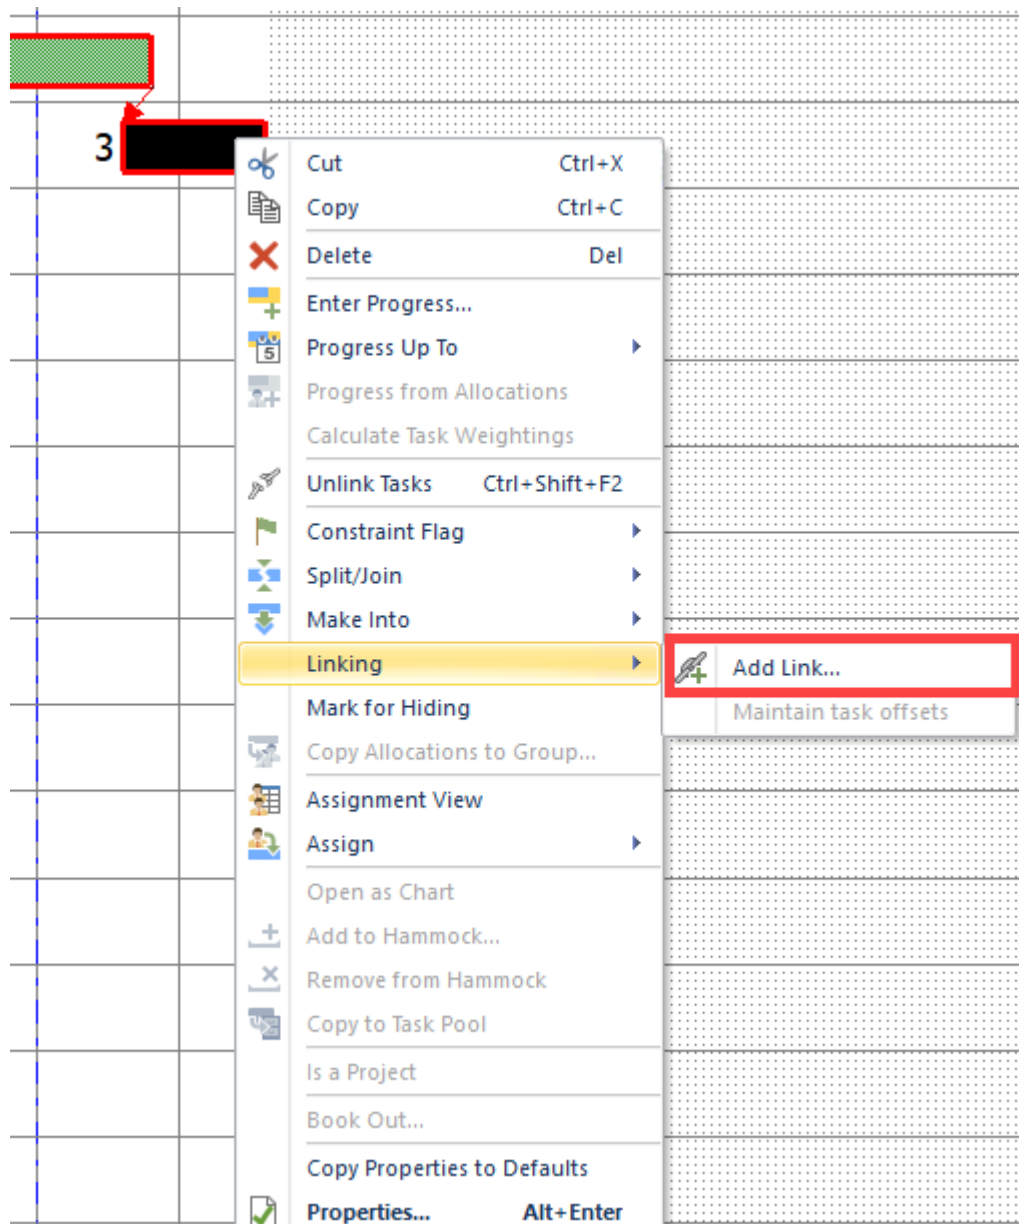 3
Cut Ctrl+X
Copy Ctrl+C
Delete Del
Enter Progress...
5
Progress Up To
Progress from Allocations
Calculate Task Weightings
Unlink Tasks Ctrl+Shift+F2
Constraint Flag
Split/Join
Make Into
Linking
Add Link...
Mark for Hiding
Maintain task offsets
Copy Allocations to Group...
Assignment View
Assign
Open as Chart
Add to Hammock...
Remove from Hammock
Copy to Task Pool
Is a Project
Book Out...
Copy Properties to Defaults
Properties... Alt+Enter